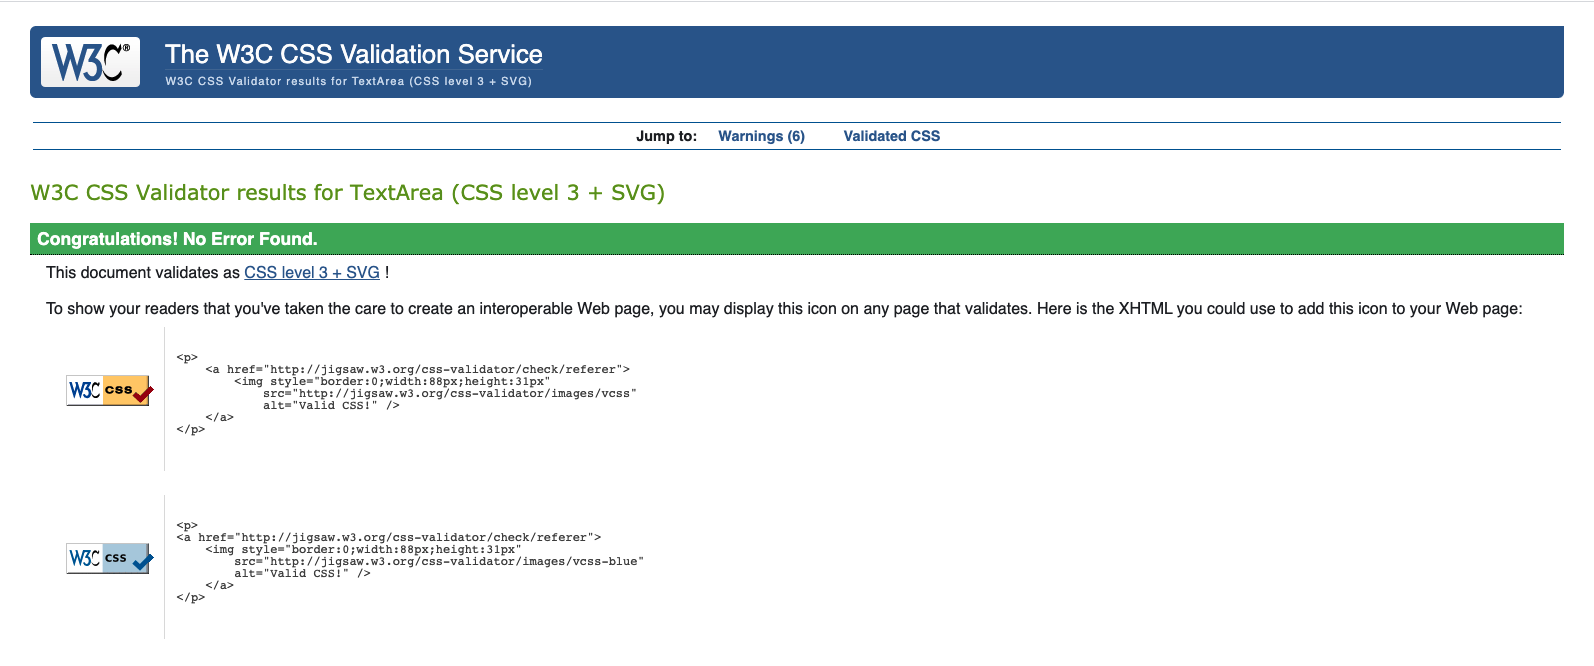 W3C®
The W3C CSS Validation Service
W3C CSS Validator results for TextArea (CSS level 3 + SVG)
Jump to: Warnings (6) Validated CSS
W3C CSS Validator results for TextArea (CSS level 3 + SVG)
Congratulations! No Error Found.
This document validates as CSS level 3 + SVG !
To show your readers that you've taken the care to create an interoperable Web page, you may display this icon on any page that validates. Here is the XHTML you could use to add this icon to your Web page:
W3C css
<p>
    <a href="http://jigsaw.w3.org/css-validator/check/referer">
        <img style="border:0;width:88px;height:31px"
            src="http://jigsaw.w3.org/css-validator/images/vcss"
            alt="Valid CSS!" />
    </a>
</p>
W3C css
<p>
<a href="http://jigsaw.w3.org/css-validator/check/referer">
    <img style="border:0;width:88px;height:31px"
        src="http://jigsaw.w3.org/css-validator/images/vcss-blue"
        alt="Valid CSS!" />
    </a>
</p>